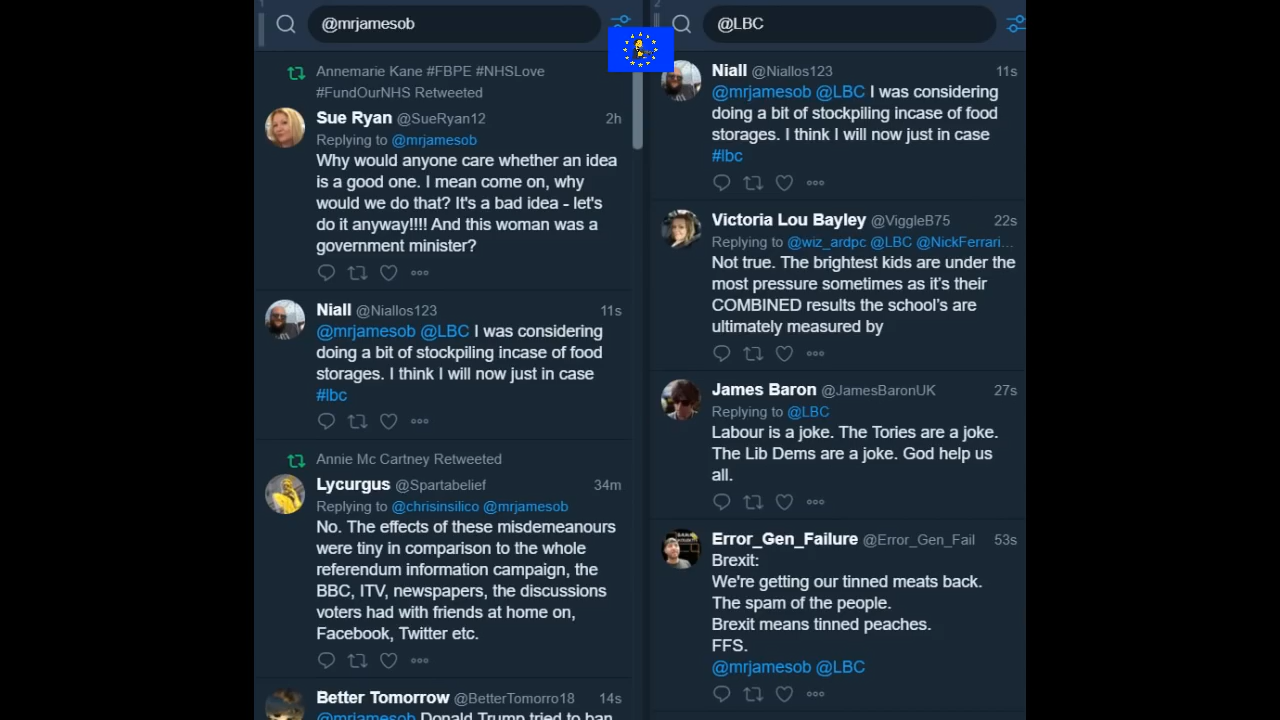 1
@mrjamesob
Annemarie Kane #FBPE #NHSLove
#FundOurNHS Retweeted
Sue Ryan @SueRyan12 2h
Replying to @mrjamesob
Why would anyone care whether an idea
is a good one. I mean come on, why
would we do that? It's a bad idea - let's
do it anyway!!!! And this woman was a
government minister?
Niall @Niallos123 11s
@mrjamesob @LBC I was considering
doing a bit of stockpiling incase of food
storages. I think I will now just in case
#lbc
Annie Mc Cartney Retweeted
Lycurgus @Spartabelief 34m
Replying to @chrisinsilico @mrjamesob
No. The effects of these misdemeanours
were tiny in comparison to the whole
referendum information campaign, the
BBC, ITV, newspapers, the discussions
voters had with friends at home on,
Facebook, Twitter etc.
Better Tomorrow @BetterTomorro18 14s
@mrjamesob Donald Trump tried to ban
2
@LBC
Niall @Niallos123 11s
@mrjamesob @LBC I was considering
doing a bit of stockpiling incase of food
storages. I think I will now just in case
#lbc
Victoria Lou Bayley @ViggleB75 22s
Replying to @wiz_ardpc @LBC @NickFerrari...
Not true. The brightest kids are under the
most pressure sometimes as it's their
COMBINED results the school's are
ultimately measured by
James Baron @JamesBaronUK 27s
Replying to @LBC
Labour is a joke. The Tories are a joke.
The Lib Dems are a joke. God help us
all.
Error_Gen_Failure @Error_Gen_Fail 53s
Brexit:
We're getting our tinned meats back.
The spam of the people.
Brexit means tinned peaches.
FFS.
@mrjamesob @LBC